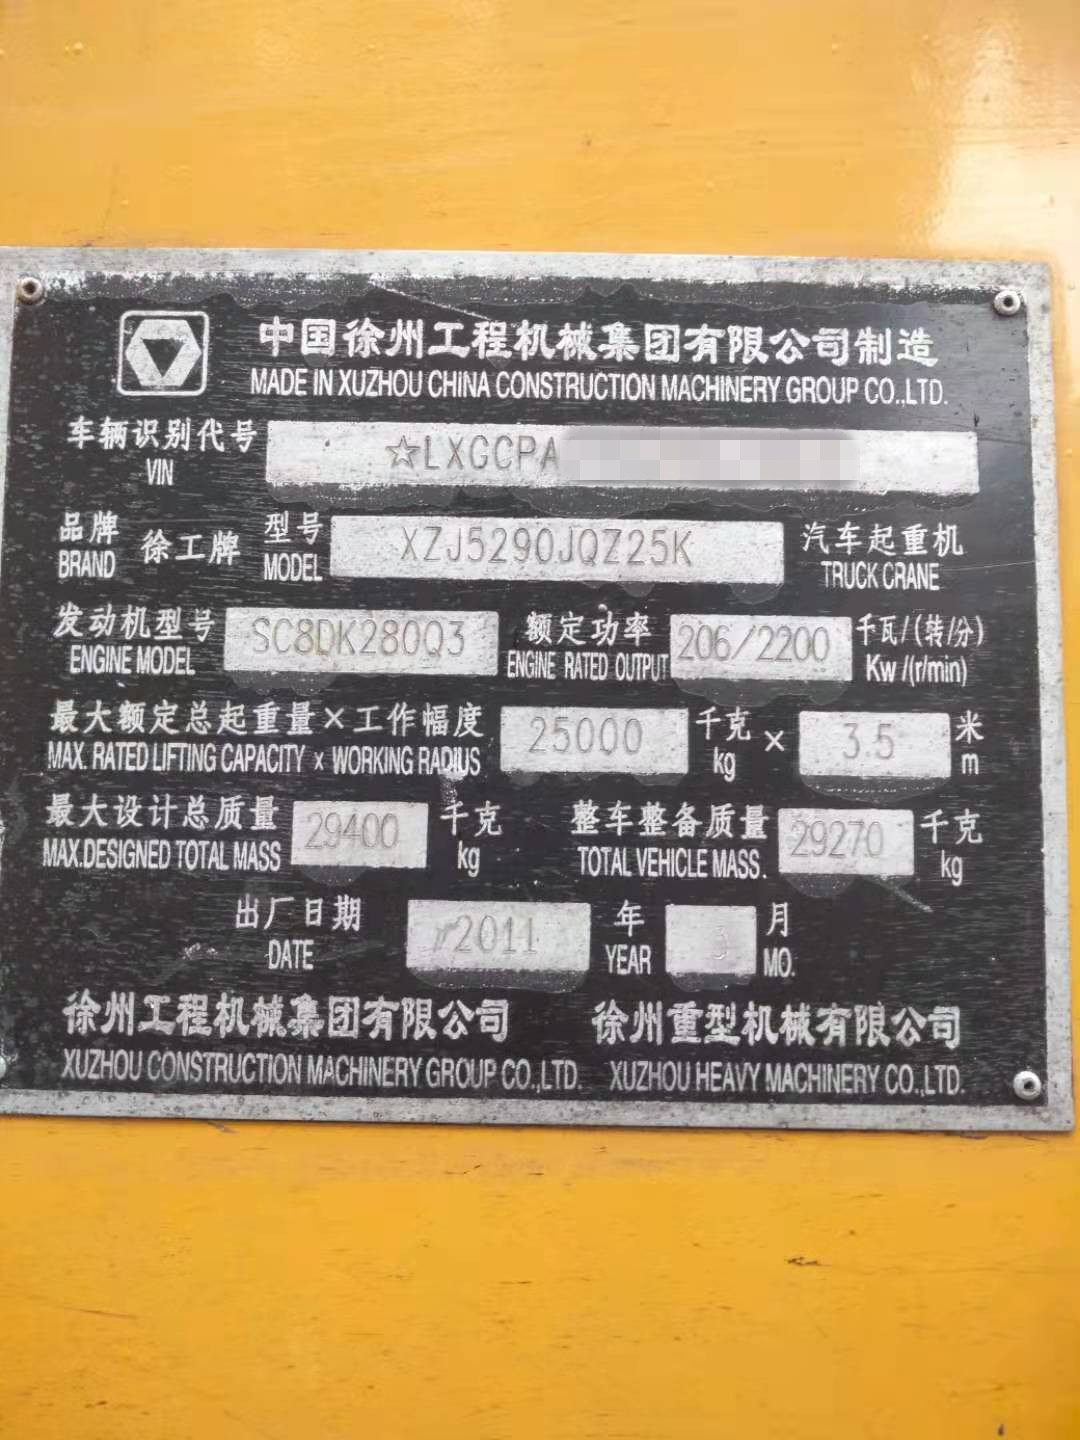 中国徐州工程机械集团有限公司制造
MADE IN XUZHOU CHINA CONSTRUCTION MACHINERY GROUP CO.,LTD.
车辆识别代号 ☆LXGCPA
VIN
品牌 徐工牌 型号 XZJ5290JQZ25K 汽车起重机
BRAND MODEL TRUCK CRANE
发动机型号 SC8DK280Q3 额定功率 206/2200 千瓦/(转/分)
ENGINE MODEL ENGINE RATED OUTPUT Kw/(r/min)
最大额定总起重量×工作幅度 25000 千克 × 3.5 米
MAX. RATED LIFTING CAPACITY × WORKING RADIUS kg m
最大设计总质量 29400 千克 整车整备质量 29270 千克
MAX.DESIGNED TOTAL MASS kg TOTAL VEHICLE MASS. kg
出厂日期 2011 年 3 月
DATE YEAR MO.
徐州工程机械集团有限公司 徐州重型机械有限公司
XUZHOU CONSTRUCTION MACHINERY GROUP CO.,LTD. XUZHOU HEAVY MACHINERY CO.,LTD.